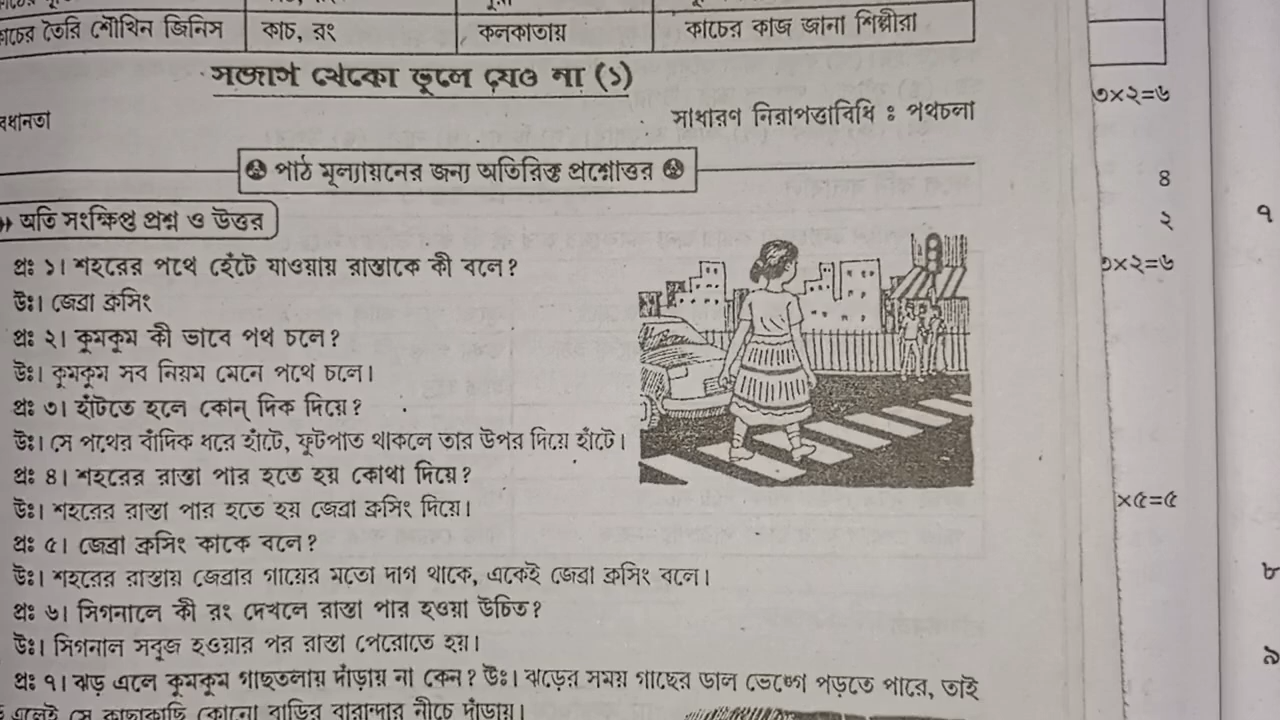 তৈরি শৌখিন জিনিস কাচ, রং কলকাতায় কাচের কাজ জানা শিল্পীরা
সজাগ থেকো ভুলে যেও না (১)
সাধারণ নিরাপত্তাবিধি ঃ পথচলা
পাঠ মূল্যায়নের জন্য অতিরিক্ত প্রশ্নোত্তর
অতি সংক্ষিপ্ত প্রশ্ন ও উত্তর
প্রঃ ১। শহরের পথে হেঁটে যাওয়ায় রাস্তাকে কী বলে?
উঃ। জেব্রা ক্রসিং
প্রঃ ২। কুমকুম কী ভাবে পথ চলে?
উঃ। কুমকুম সব নিয়ম মেনে পথে চলে।
প্রঃ ৩। হাঁটতে হলে কোন্ দিক দিয়ে?
উঃ। সে পথের বাঁদিক ধরে হাঁটে, ফুটপাত থাকলে তার উপর দিয়ে হাঁটে।
প্রঃ ৪। শহরের রাস্তা পার হতে হয় কোথা দিয়ে?
উঃ। শহরের রাস্তা পার হতে হয় জেব্রা ক্রসিং দিয়ে।
প্রঃ ৫। জেব্রা ক্রসিং কাকে বলে?
উঃ। শহরের রাস্তায় জেব্রার গায়ের মতো দাগ থাকে, একেই জেব্রা ক্রসিং বলে।
প্রঃ ৬। সিগনালে কী রং দেখলে রাস্তা পার হওয়া উচিত?
উঃ। সিগনাল সবুজ হওয়ার পর রাস্তা পেরোতে হয়।
প্রঃ ৭। ঝড় এলে কুমকুম গাছতলায় দাঁড়ায় না কেন? উঃ। ঝড়ের সময় গাছের ডাল ভেঙ্গে পড়তে পারে, তাই
এলেই সে কাছাকাছি কোনো বাড়ির বারান্দার নীচে দাঁড়ায়।
৩×২=৬
৪
২
৩×২=৬
×৫=৫
৭
৮
৯